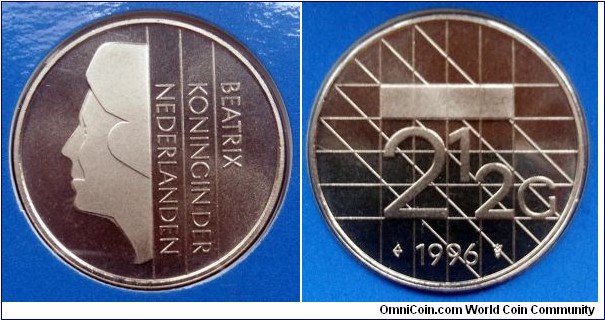 BEATRIX
KONINGIN DER
NEDERLANDEN
2 1 2 G
1996
OmniCoin.com World Coin Community